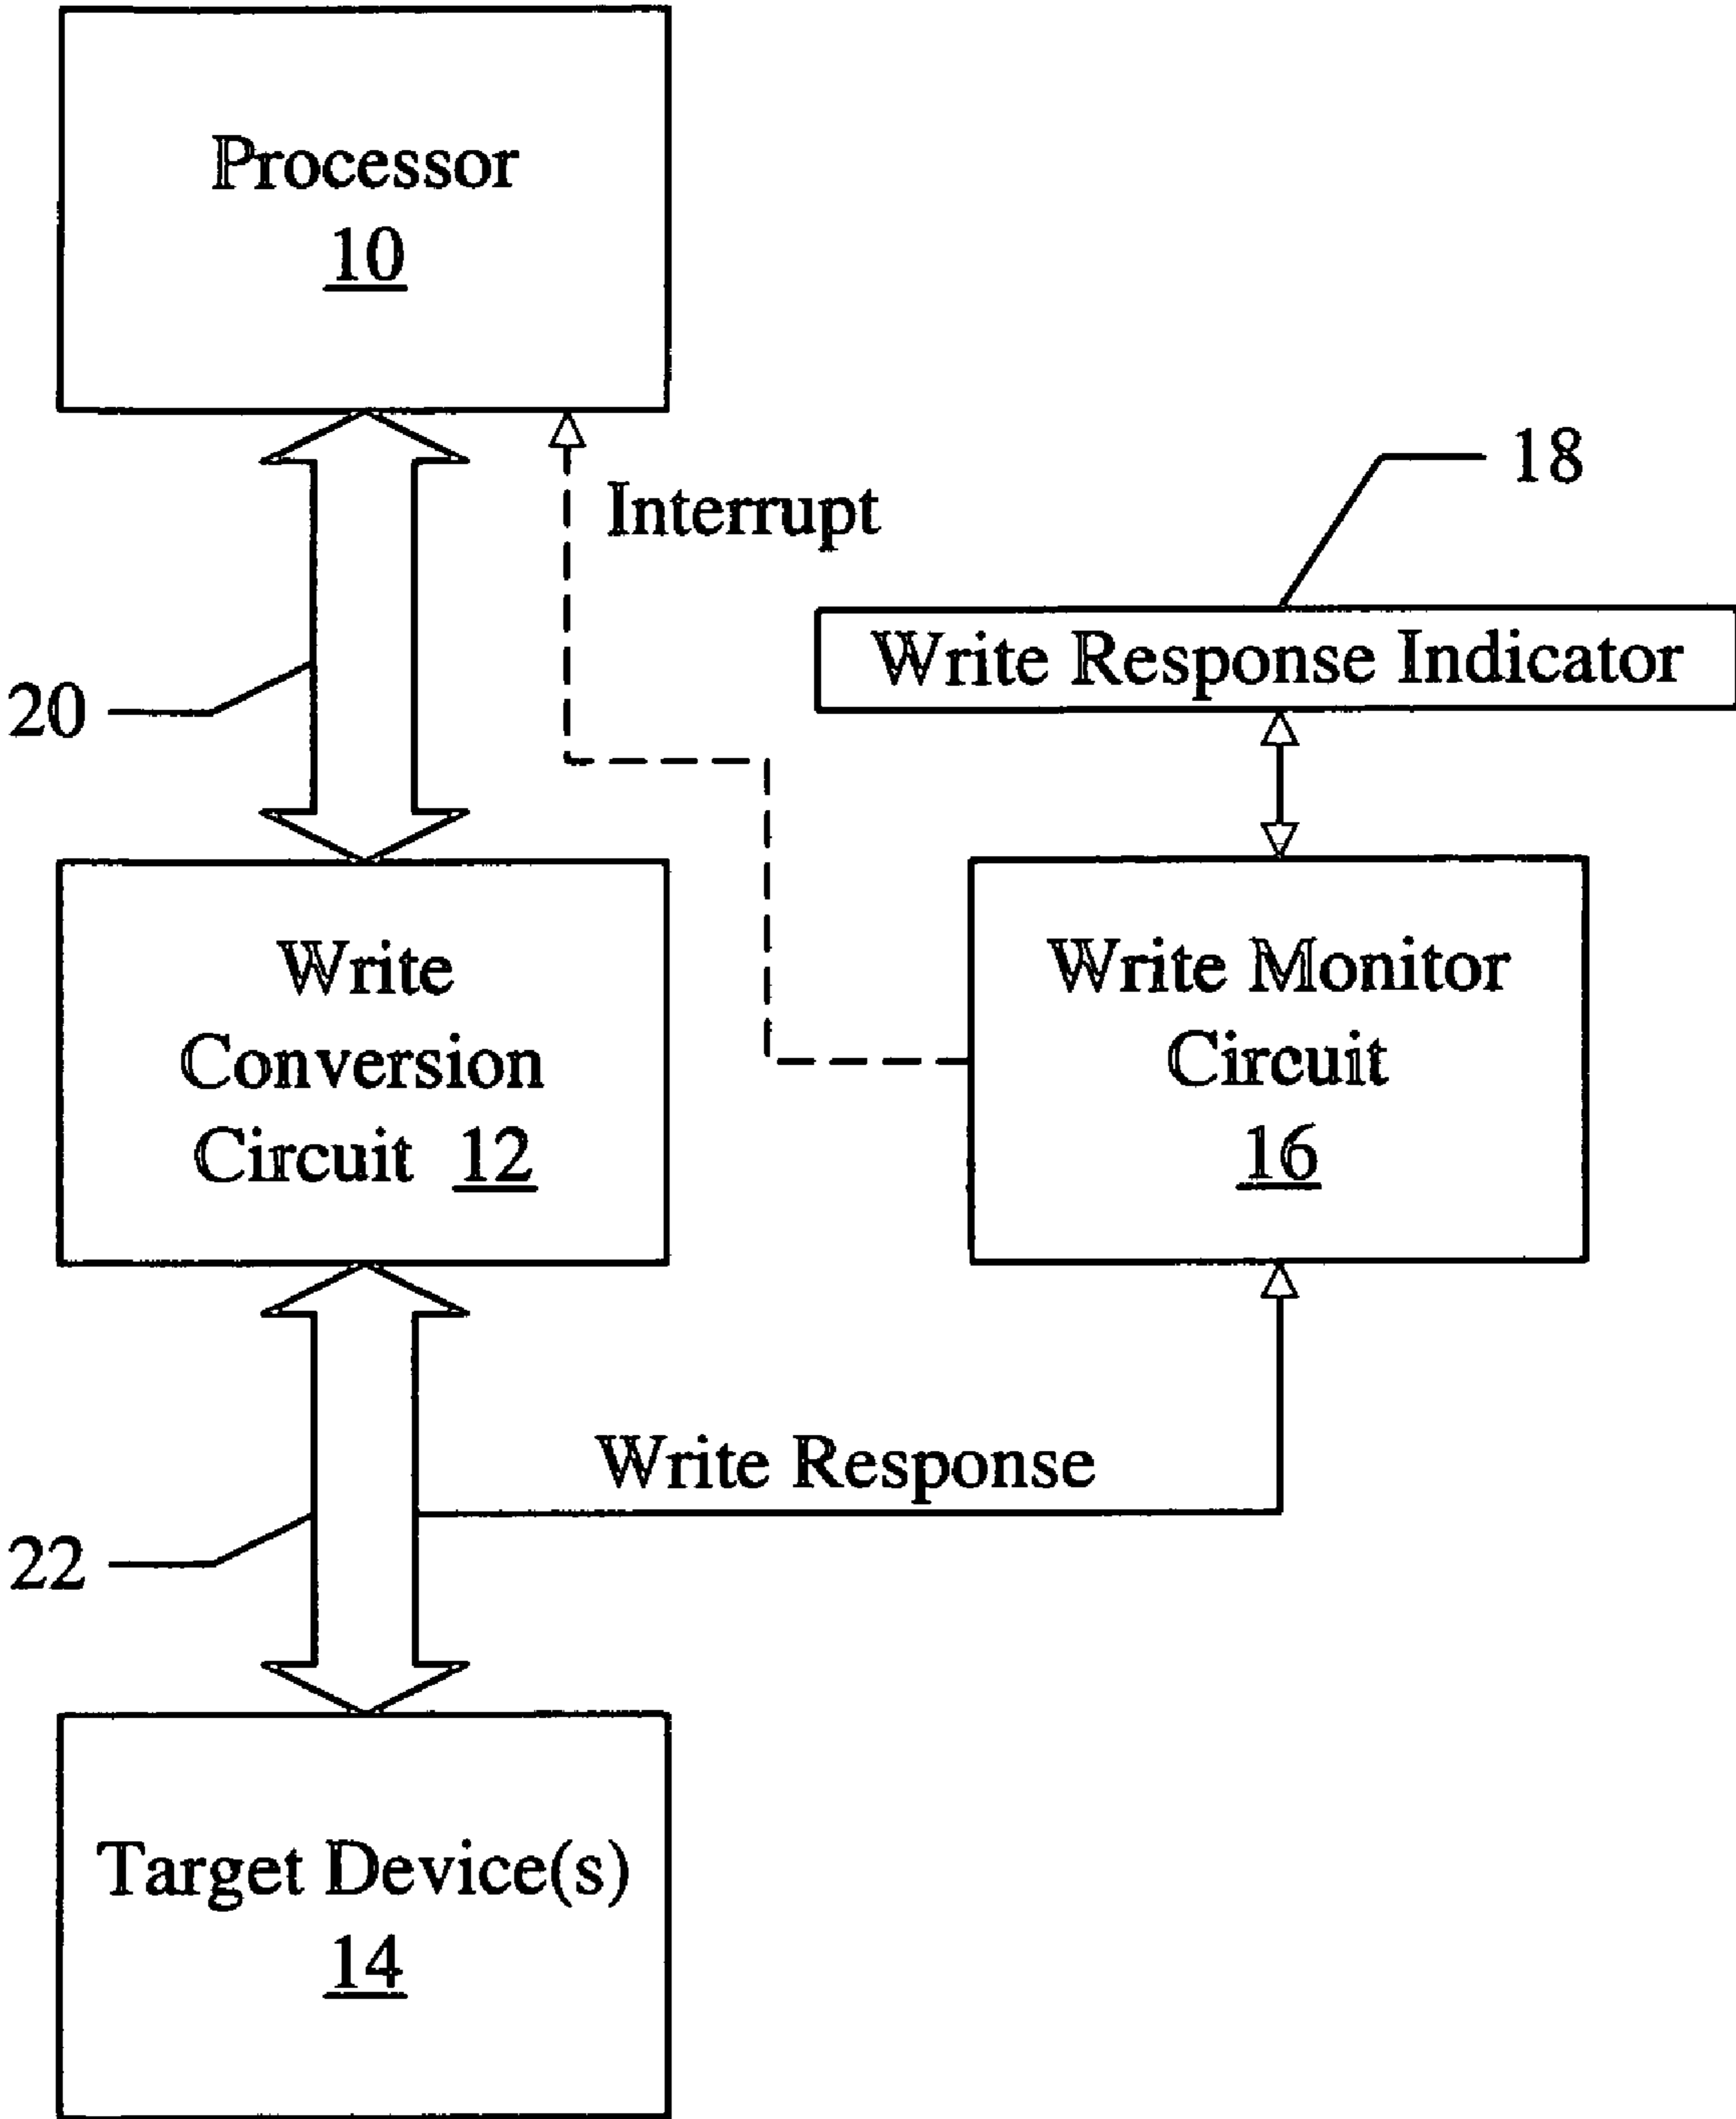 Processor
10
Interrupt
18
Write Response Indicator
20
Write
Conversion
Circuit 12
Write Monitor
Circuit
16
Write Response
22
Target Device(s)
14